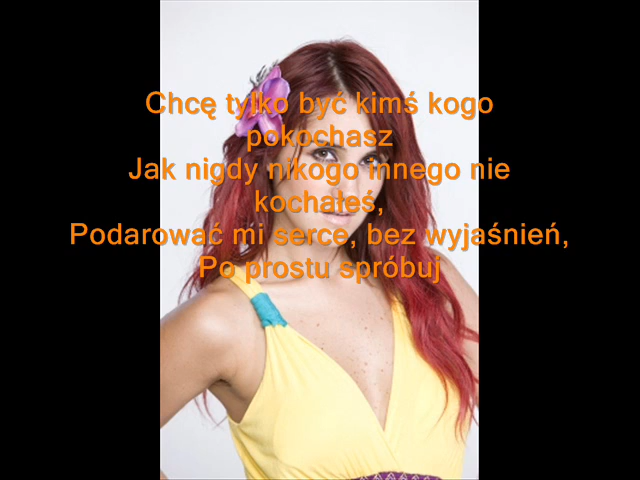 Chcę tylko być kimś kogo
pokochasz
Jak nigdy nikogo innego nie
kochałeś,
Podarować mi serce, bez wyjaśnień,
Po prostu spróbuj